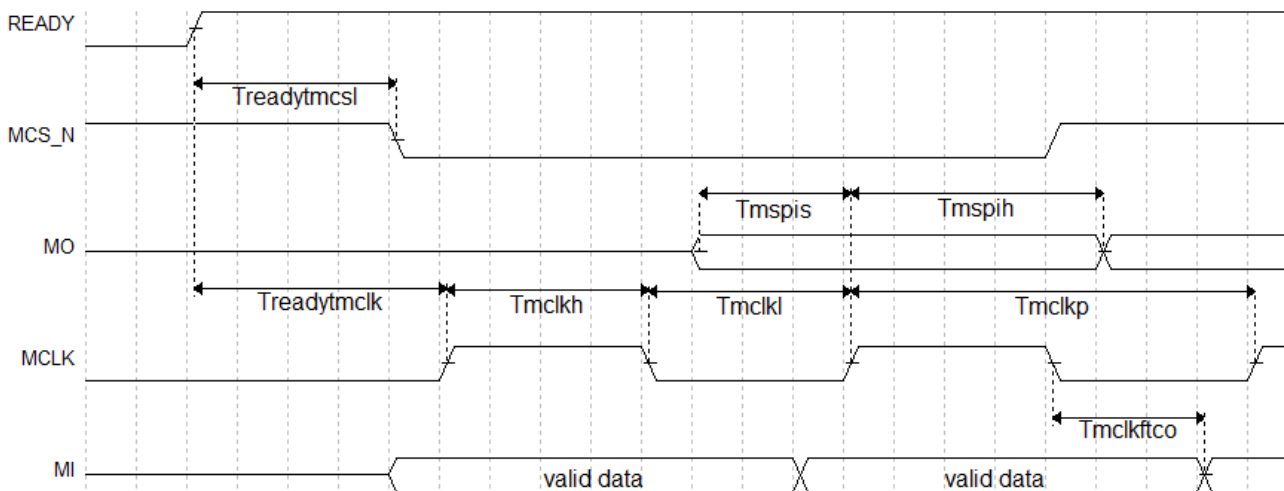 READY
Treadytmcsl
MCS_N
Tmspis Tmspih
MO
Treadytmclk Tmclkh Tmclkl Tmclkp
MCLK
Tmclkftco
MI valid data valid data